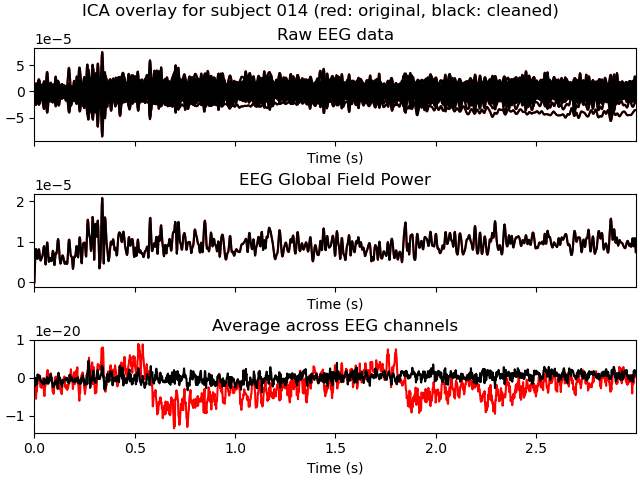 ICA overlay for subject 014 (red: original, black: cleaned)
Raw EEG data
1e−5
5
0
−5
Time (s)
EEG Global Field Power
1e−5
2
1
0
Time (s)
Average across EEG channels
1e−20
1
0
−1
0.0 0.5 1.0 1.5 2.0 2.5
Time (s)